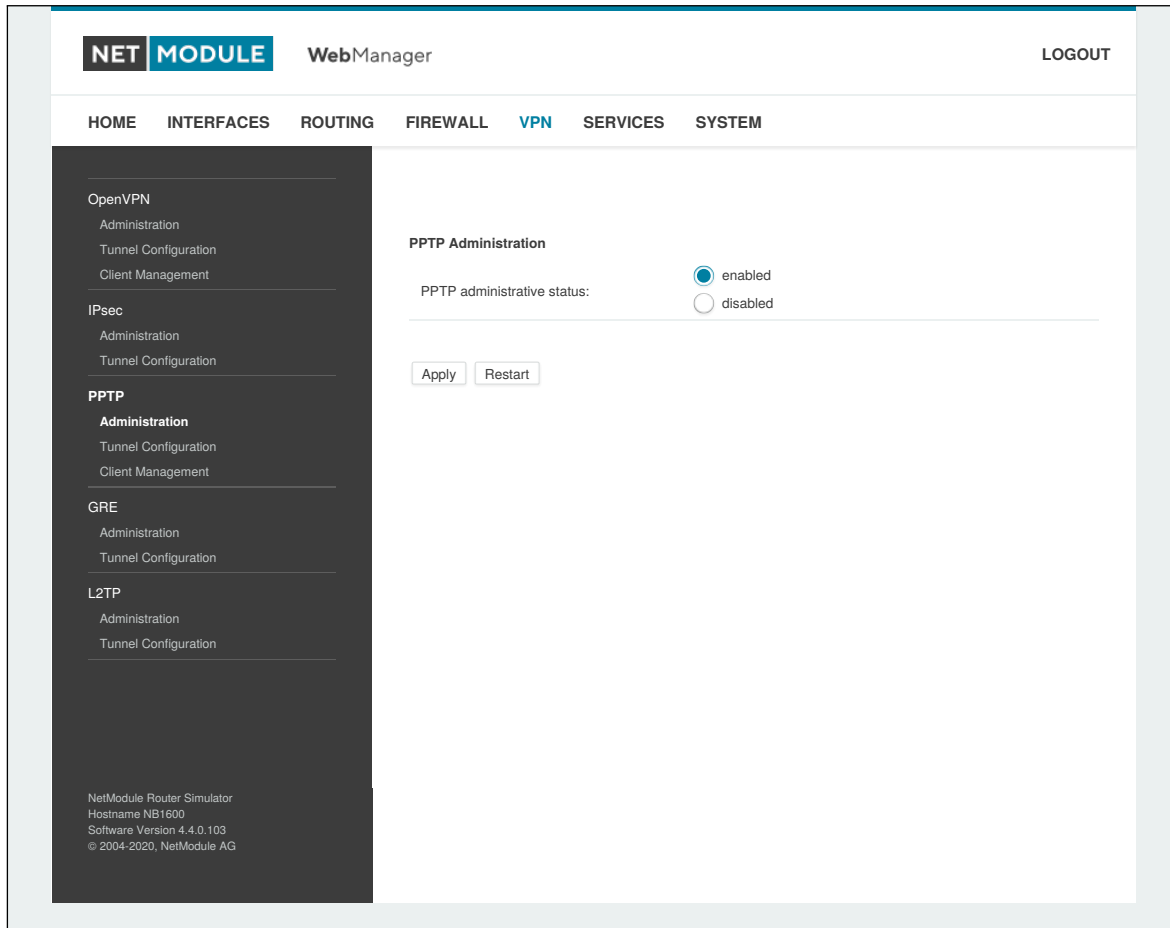 NET MODULE WebManager LOGOUT
HOME INTERFACES ROUTING FIREWALL VPN SERVICES SYSTEM
OpenVPN
Administration
Tunnel Configuration
Client Management
IPsec
Administration
Tunnel Configuration
PPTP
Administration
Tunnel Configuration
Client Management
GRE
Administration
Tunnel Configuration
L2TP
Administration
Tunnel Configuration
NetModule Router Simulator
Hostname NB1600
Software Version 4.4.0.103
© 2004-2020, NetModule AG
PPTP Administration
PPTP administrative status:
enabled
disabled
Apply Restart